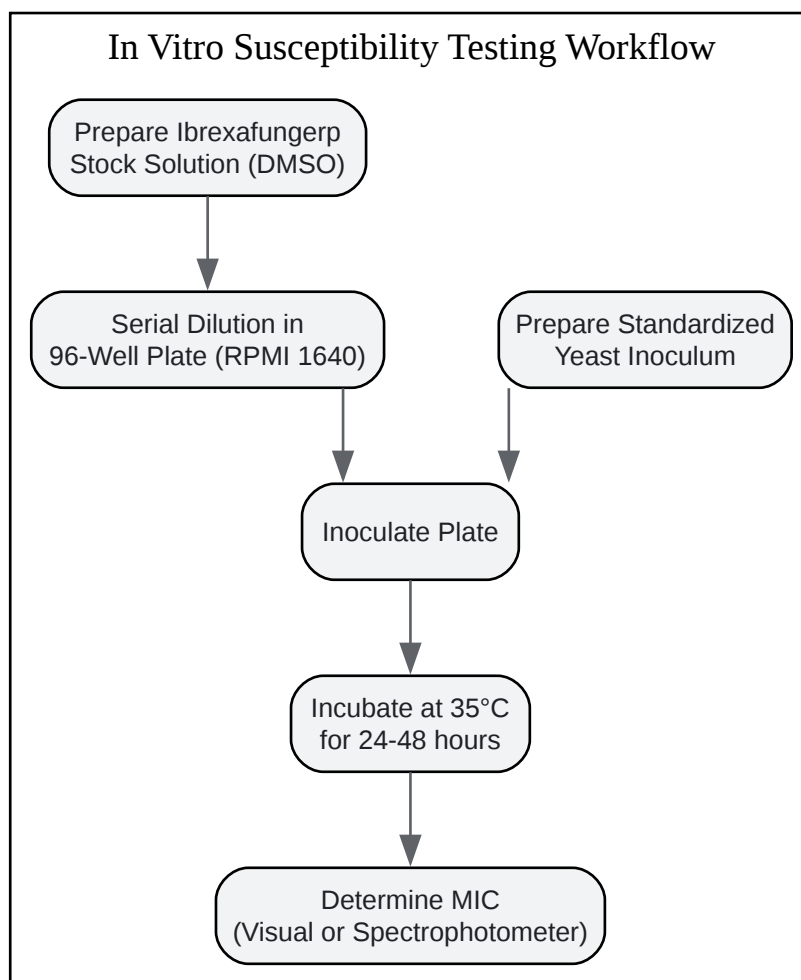 In Vitro Susceptibility Testing Workflow
Prepare Ibrexafungerp
Stock Solution (DMSO)
Serial Dilution in
96-Well Plate (RPMI 1640)
Prepare Standardized
Yeast Inoculum
Inoculate Plate
Incubate at 35°C
for 24-48 hours
Determine MIC
(Visual or Spectrophotometer)